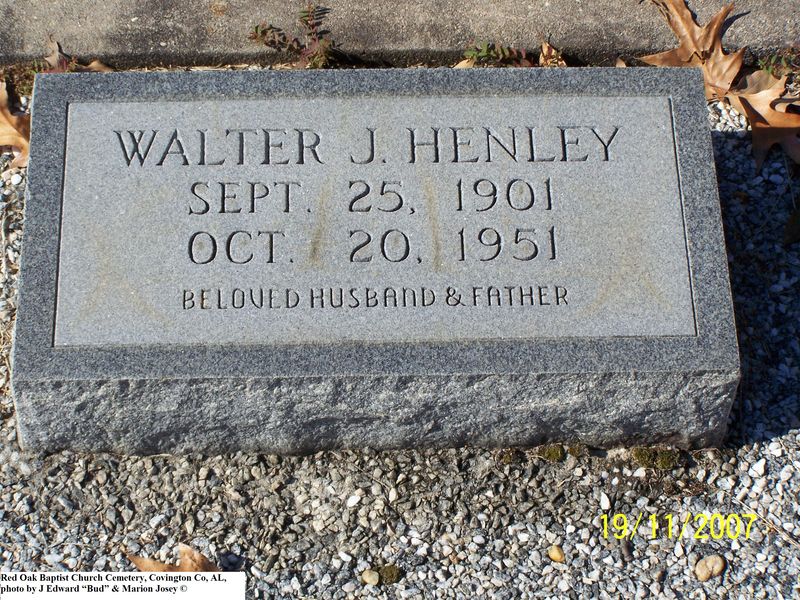 WALTER J. HENLEY
SEPT. 25, 1901
OCT. 20, 1951
BELOVED HUSBAND & FATHER
19/11/2007
Red Oak Baptist Church Cemetery, Covington Co, AL,
photo by J Edward “Bud” & Marion Josey ©